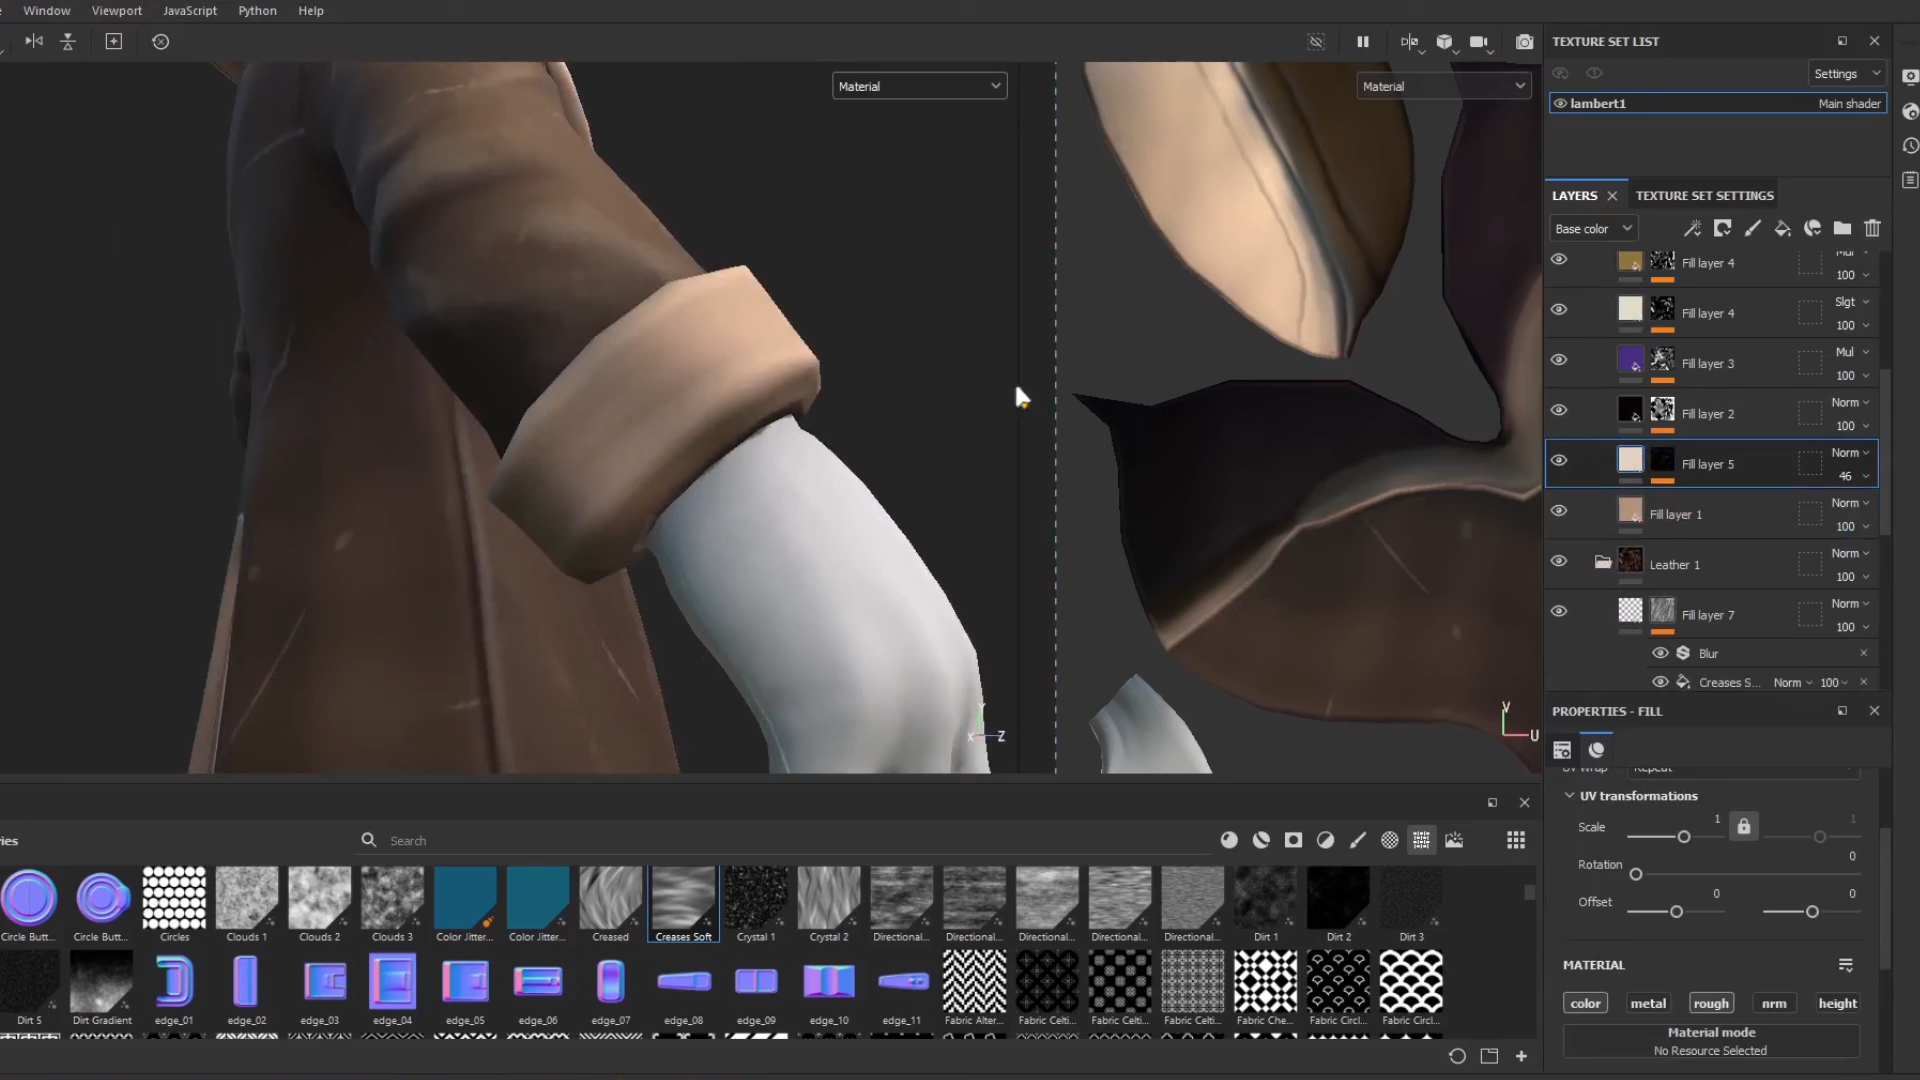 Window Viewport JavaScript Python Help
Material
Material
TEXTURE SET LIST
Settings
lambert1 Main shader
LAYERS TEXTURE SET SETTINGS
Base color
Mul
Fill layer 4
100
Slgt
Fill layer 4
100
Mul
Fill layer 3
100
Norm
Fill layer 2
100
Norm
Fill layer 5
46
Norm
Fill layer 1
100
Norm
Leather 1
100
Norm
Fill layer 7
100
Blur
Creases S... Norm 100
PROPERTIES - FILL
UV Wrap Repeat
UV transformations
Scale 1 1
Rotation 0
Offset 0 0
MATERIAL
color metal rough nrm height
Material mode
No Resource Selected
Y
X Z
V
U
ies
Search
Circle Butt... Circle Butt... Circles Clouds 1 Clouds 2 Clouds 3 Color Jitter... Color Jitter... Creased Creases Soft Crystal 1 Crystal 2 Directional... Directional... Directional... Directional... Directional... Dirt 1 Dirt 2 Dirt 3
Dirt 5 Dirt Gradient edge_01 edge_02 edge_03 edge_04 edge_05 edge_06 edge_07 edge_08 edge_09 edge_10 edge_11 Fabric Alter... Fabric Celti... Fabric Celti... Fabric Celti... Fabric Che... Fabric Circl... Fabric Circl...